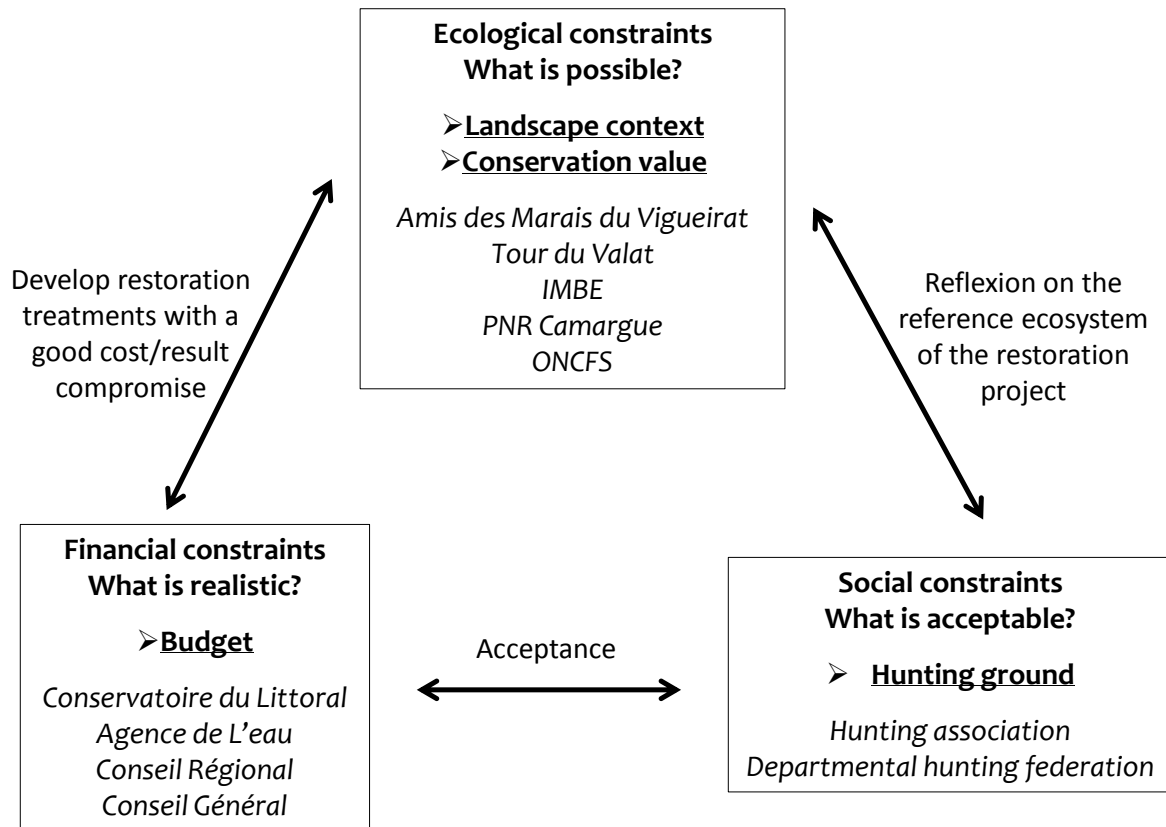 Ecological constraints
What is possible?
➢Landscape context
➢Conservation value
Amis des Marais du Vigueirat
Tour du Valat
IMBE
PNR Camargue
ONCFS
Develop restoration
treatments with a
good cost/result
compromise
Reflexion on the
reference ecosystem
of the restoration
project
Financial constraints
What is realistic?
➢Budget
Conservatoire du Littoral
Agence de L’eau
Conseil Régional
Conseil Général
Acceptance
Social constraints
What is acceptable?
➢ Hunting ground
Hunting association
Departmental hunting federation